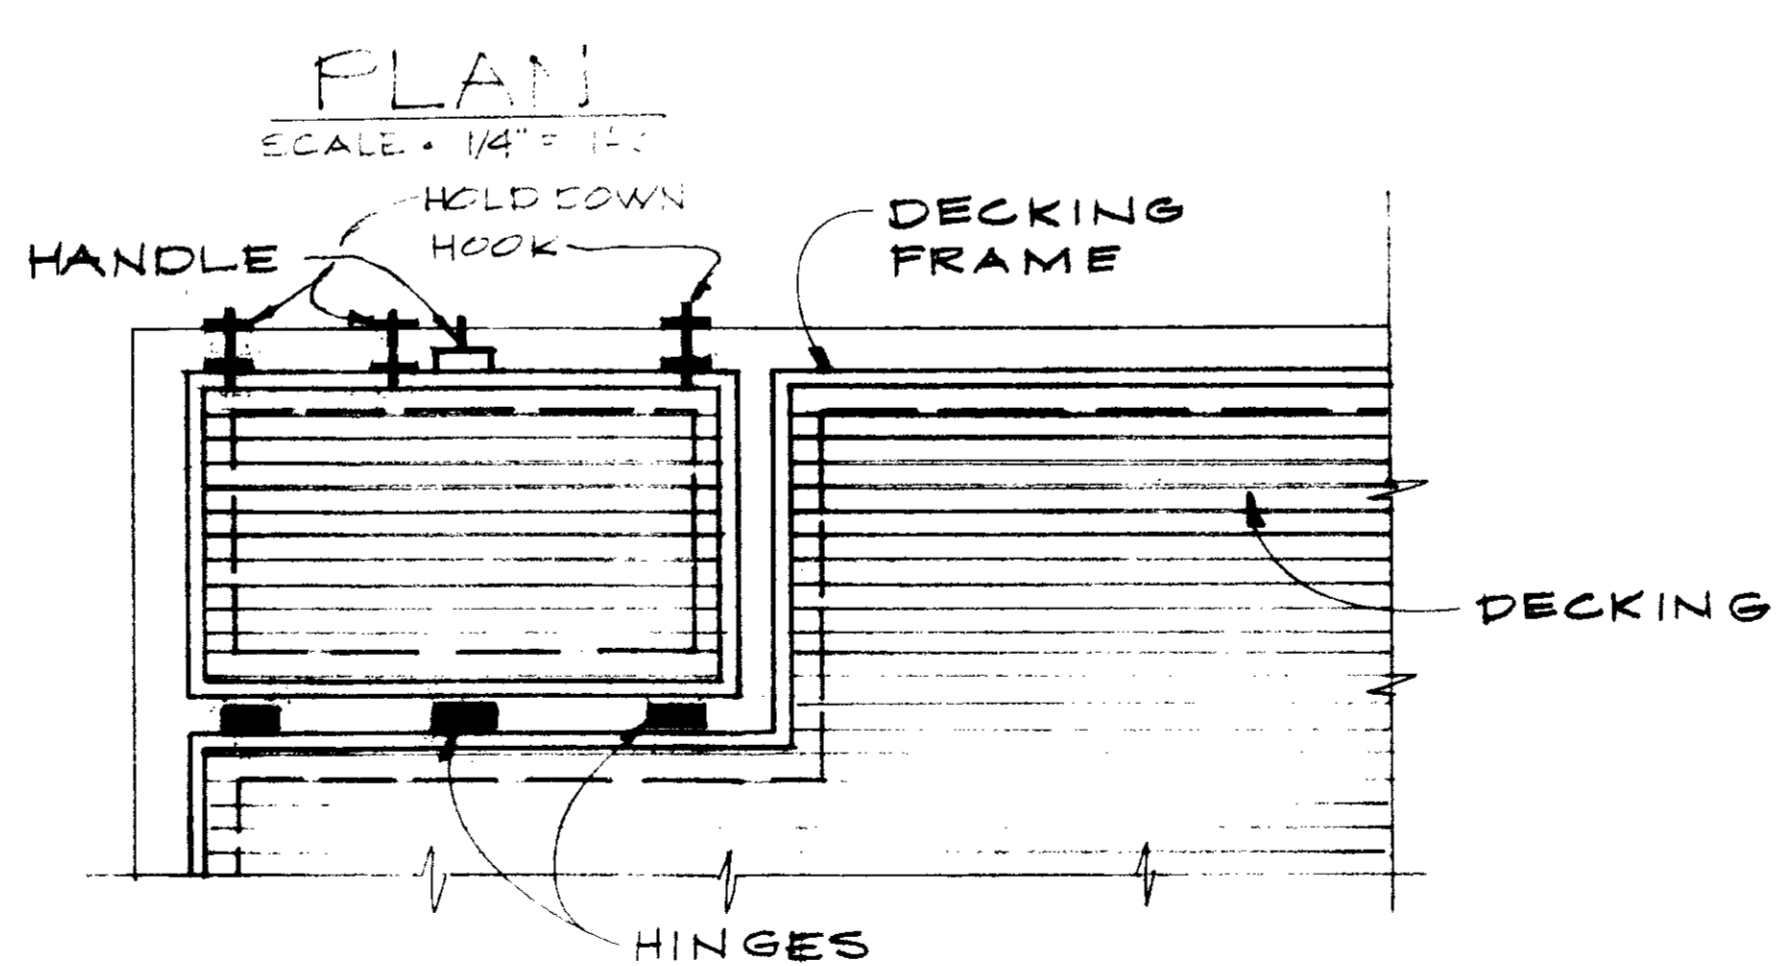 PLAN
SCALE • 1/4" =
HOLD DOWN
HOOK
HANDLE
DECKING
FRAME
DECKING
HINGES